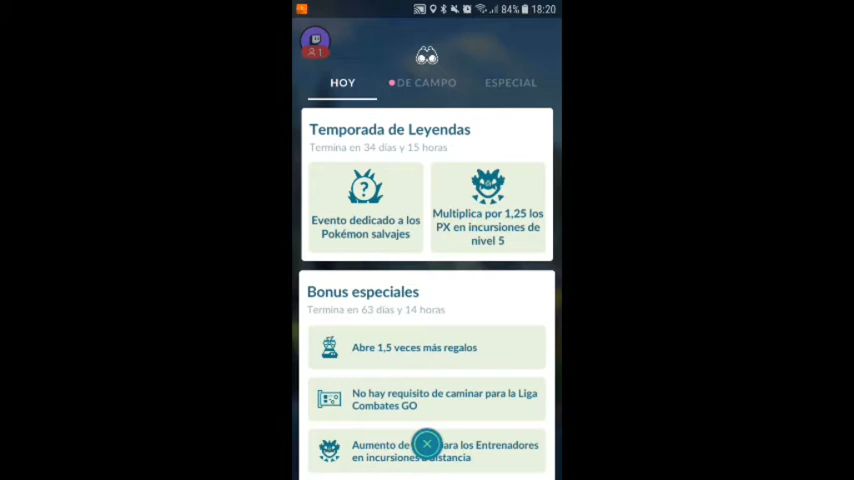 84% 18:20
1
HOY
DE CAMPO
ESPECIAL
Temporada de Leyendas
Termina en 34 días y 15 horas
Evento dedicado a los
Pokémon salvajes
Multiplica por 1,25 los
PX en incursiones de
nivel 5
Bonus especiales
Termina en 63 días y 14 horas
Abre 1,5 veces más regalos
No hay requisito de caminar para la Liga
Combates GO
Aumento de ara los Entrenadores
en incursiones distancia